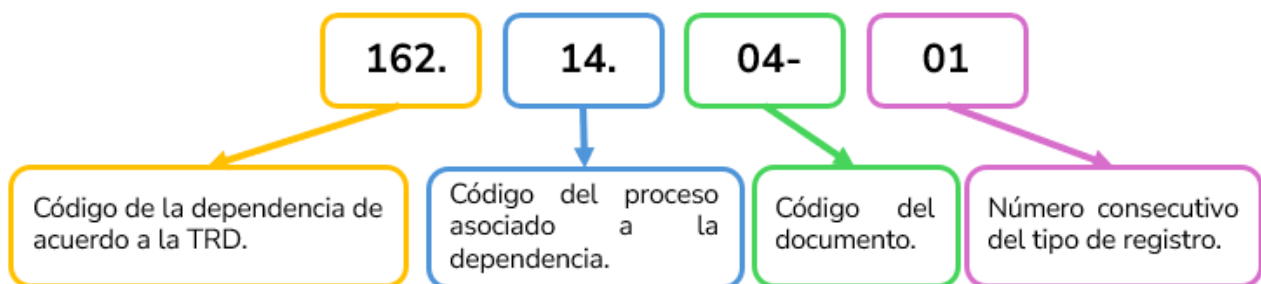 162.
14.
04-
01
Código de la dependencia de
acuerdo a la TRD.
Código del proceso
asociado a la
dependencia.
Código del
documento.
Número consecutivo
del tipo de registro.